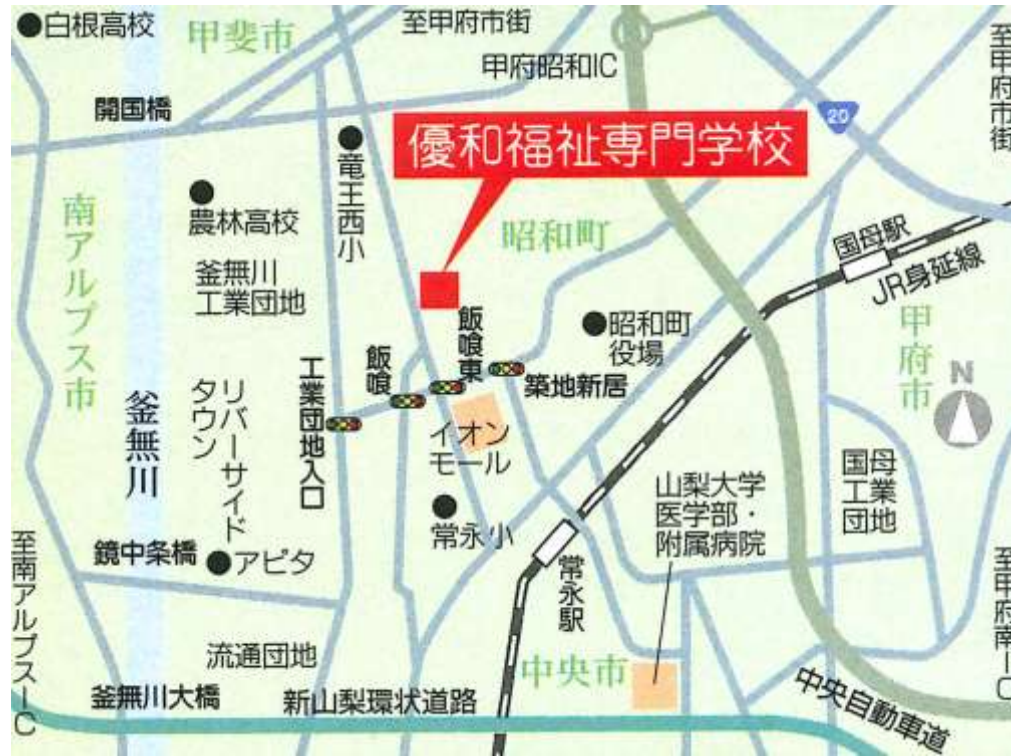 白根高校
甲斐市
至甲府市街
甲府昭和IC
至甲府市街
開国橋
20
優和福祉専門学校
竜王西小
農林高校
昭和町
南アルプス市
釜無川
工業団地
国母駅
JR身延線
飯喰東
昭和町
役場
甲府市
飯喰
工業団地入口
築地新居
N
リバーサイド
タウン
釜無川
イオン
モール
国母
工業
団地
山梨大学
医学部・
附属病院
常永小
至南アルプスIC
鏡中条橋
アピタ
常永駅
至甲府南IC
流通団地
中央市
釜無川大橋
新山梨環状道路
中央自動車道